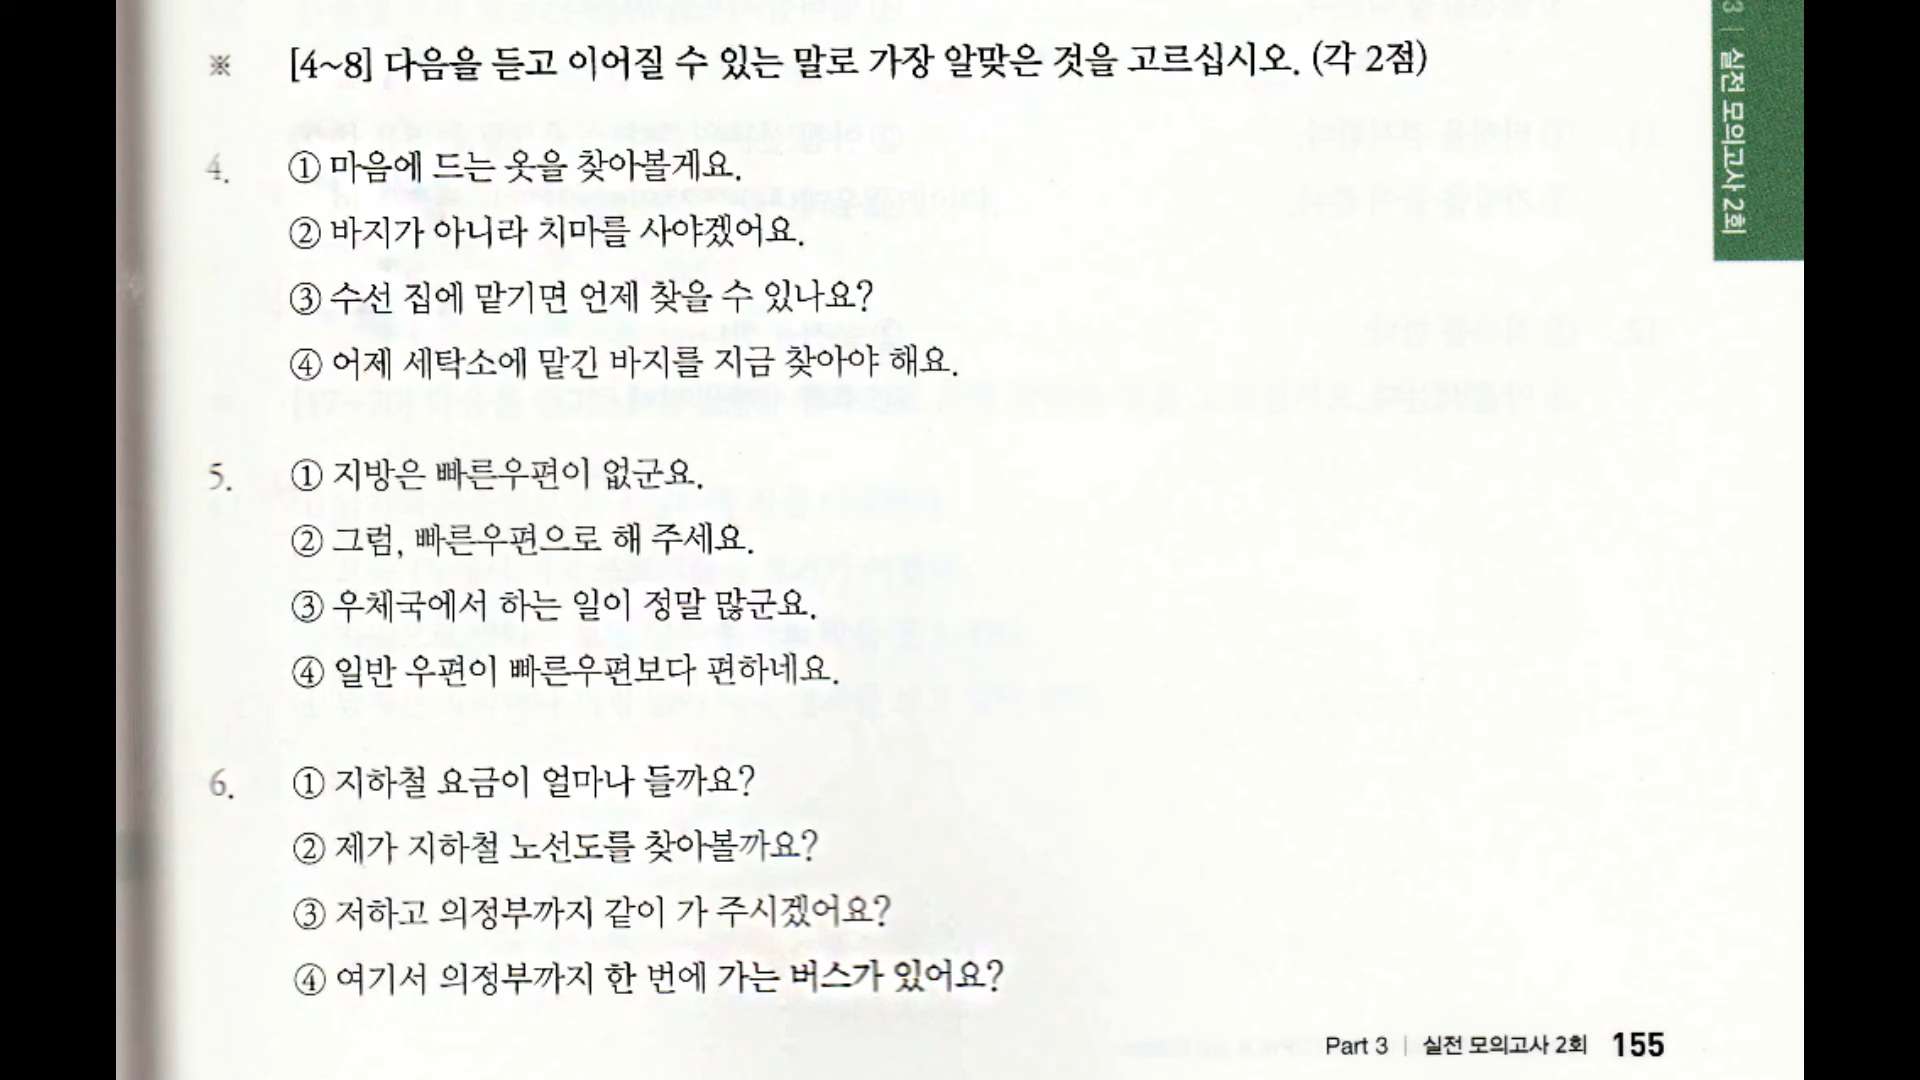 3 | 실전 모의고사 2회
※ [4~8] 다음을 듣고 이어질 수 있는 말로 가장 알맞은 것을 고르십시오. (각 2점)
4. ① 마음에 드는 옷을 찾아볼게요.
② 바지가 아니라 치마를 사야겠어요.
③ 수선 집에 맡기면 언제 찾을 수 있나요?
④ 어제 세탁소에 맡긴 바지를 지금 찾아야 해요.
5. ① 지방은 빠른우편이 없군요.
② 그럼, 빠른우편으로 해 주세요.
③ 우체국에서 하는 일이 정말 많군요.
④ 일반 우편이 빠른우편보다 편하네요.
6. ① 지하철 요금이 얼마나 들까요?
② 제가 지하철 노선도를 찾아볼까요?
③ 저하고 의정부까지 같이 가 주시겠어요?
④ 여기서 의정부까지 한 번에 가는 버스가 있어요?
Part 3 | 실전 모의고사 2회 155